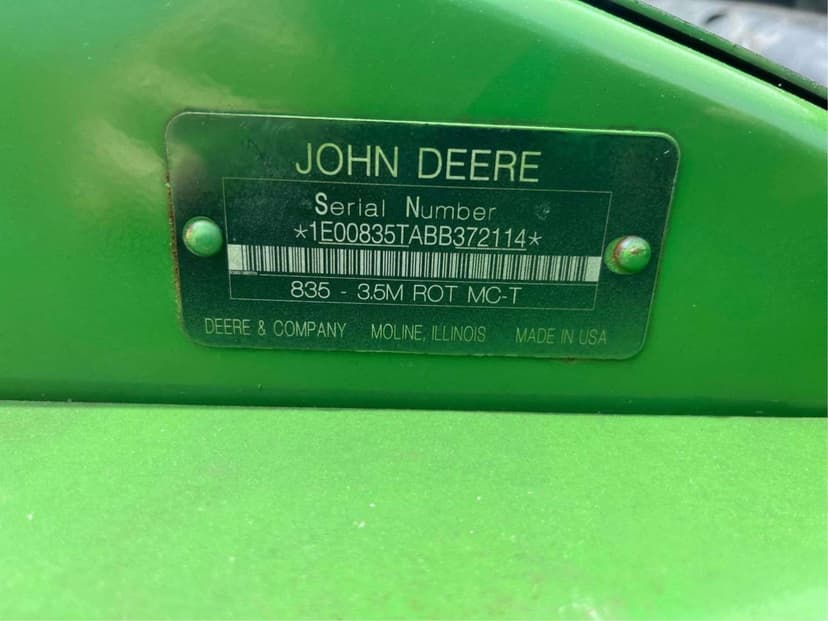 JOHN DEERE
Serial Number
*1E00835TABB372114*
835 - 3.5M ROT MC-T
DEERE & COMPANY MOLINE, ILLINOIS MADE IN USA